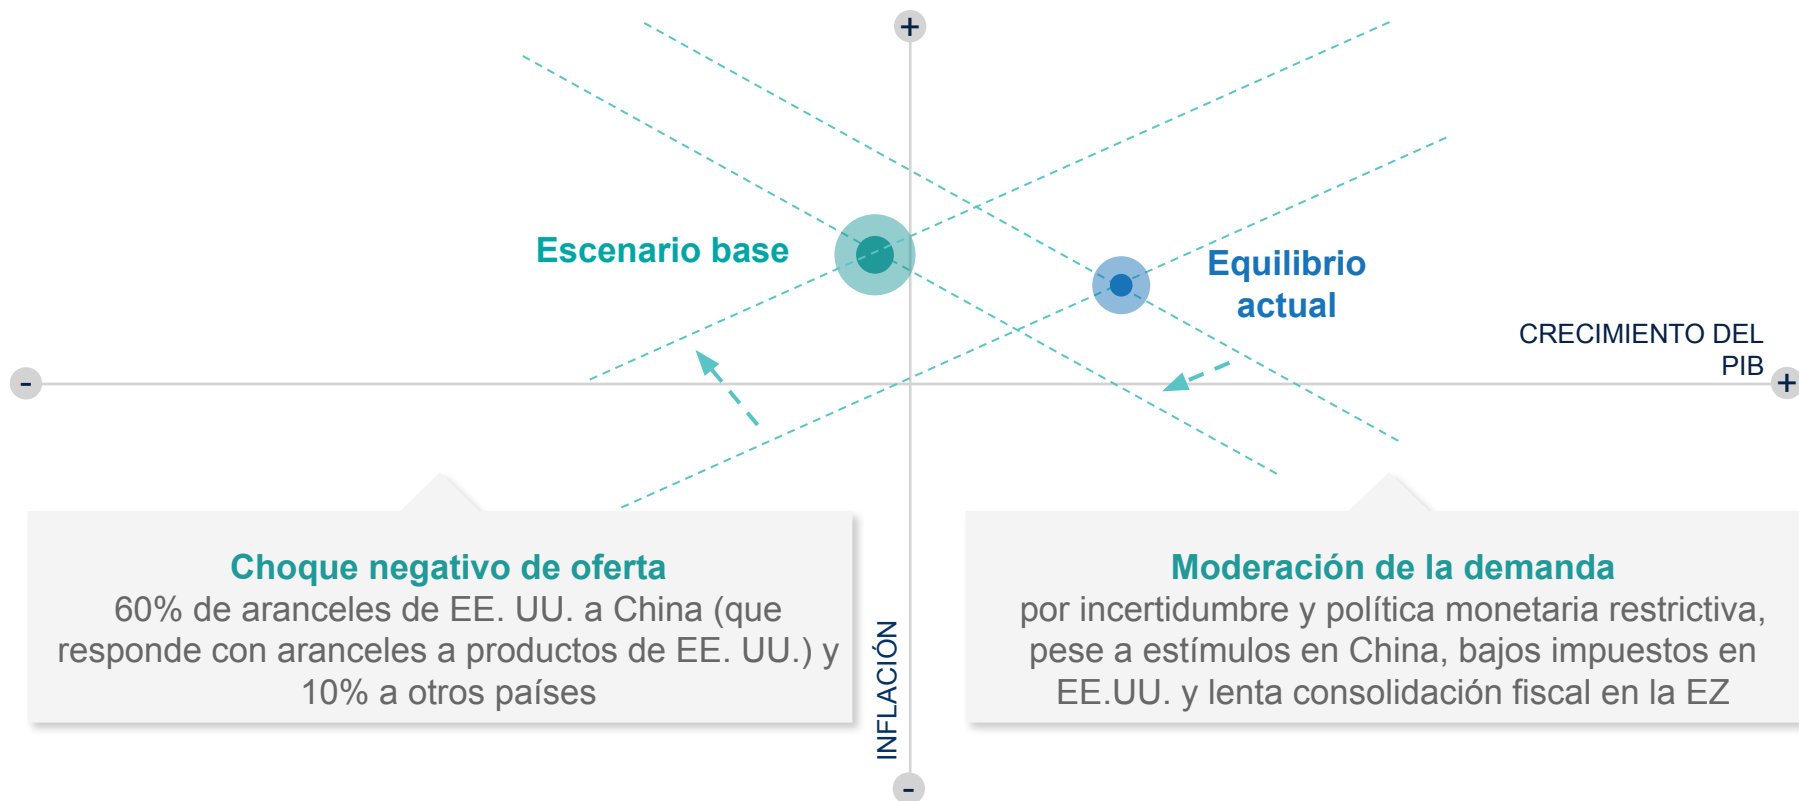 +
Escenario base
Equilibrio
actual
CRECIMIENTO DEL
PIB
-
+
Choque negativo de oferta
60% de aranceles de EE. UU. a China (que
responde con aranceles a productos de EE. UU.) y
10% a otros países
INFLACIÓN
Moderación de la demanda
por incertidumbre y política monetaria restrictiva,
pese a estímulos en China, bajos impuestos en
EE.UU. y lenta consolidación fiscal en la EZ
-